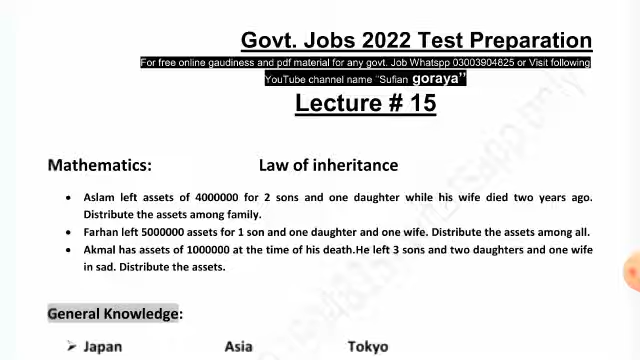 Govt. Jobs 2022 Test Preparation
For free online gaudiness and pdf material for any govt. Job Whatspp 03003904825 or Visit following
YouTube channel name "Sufian goraya"
Lecture # 15
Mathematics: Law of inheritance
• Aslam left assets of 4000000 for 2 sons and one daughter while his wife died two years ago.
Distribute the assets among family.
• Farhan left 5000000 assets for 1 son and one daughter and one wife. Distribute the assets among all.
• Akmal has assets of 1000000 at the time of his death.He left 3 sons and two daughters and one wife
in sad. Distribute the assets.
General Knowledge:
➢ Japan Asia Tokyo